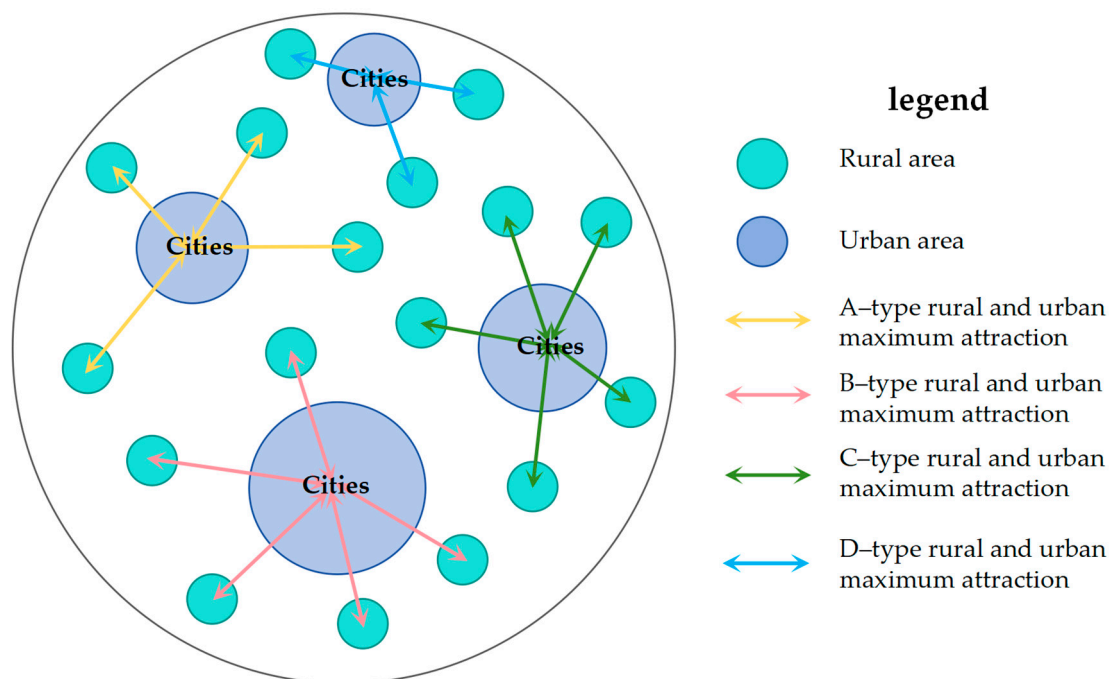 Cities
Cities
Cities
Cities
legend
Rural area
Urban area
A–type rural and urban
maximum attraction
B–type rural and urban
maximum attraction
C–type rural and urban
maximum attraction
D–type rural and urban
maximum attraction